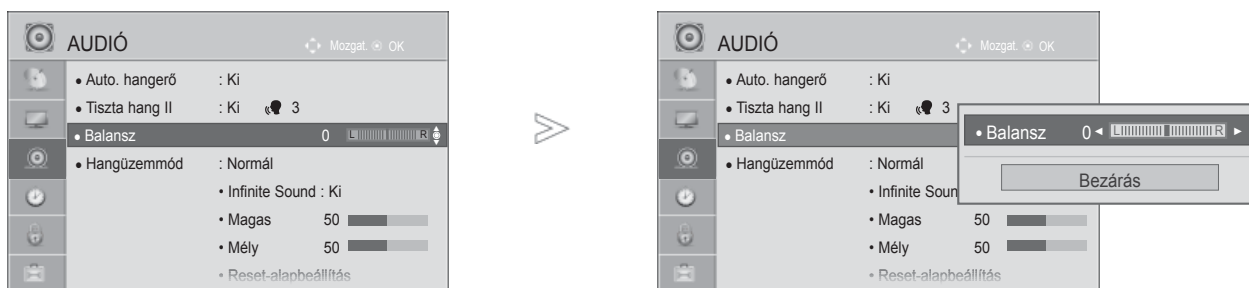 AUDIÓ Mozgat. OK
• Auto. hangerő : Ki
• Tiszta hang II : Ki 3
• Balansz 0 L R
• Hangüzemmód : Normál
• Infinite Sound : Ki
• Magas 50
• Mély 50
• Reset-alapbeállítás
AUDIÓ Mozgat. OK
• Auto. hangerő : Ki
• Tiszta hang II : Ki 3
• Balansz
• Hangüzemmód : Normál
• Infinite Soun
• Magas 50
• Mély 50
• Reset-alapbeállítás
• Balansz 0 L R
Bezárás